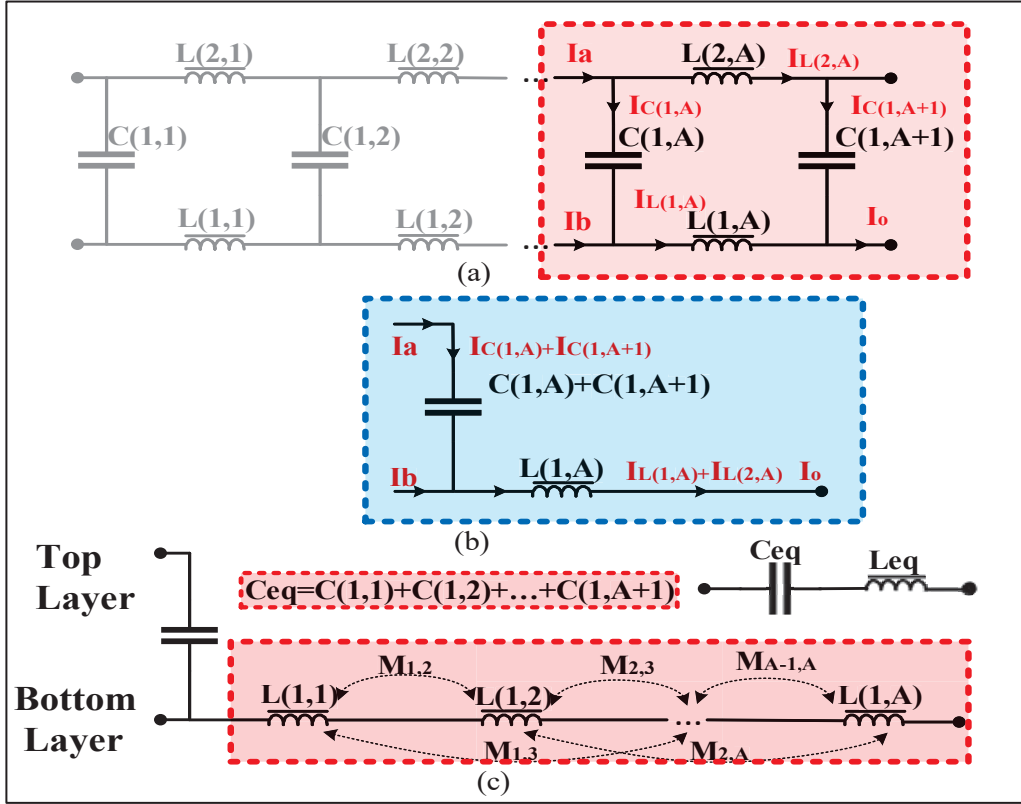 L(2,1) L(2,2) ... Ia L(2,A) IL(2,A)
IC(1,A) IC(1,A+1)
C(1,1) C(1,2) C(1,A) C(1,A+1)
L(1,1) L(1,2) ... Ib IL(1,A) L(1,A) Io
(a)
Ia IC(1,A)+IC(1,A+1)
C(1,A)+C(1,A+1)
Ib L(1,A) IL(1,A)+IL(2,A) Io
(b)
Top
Layer
Ceq=C(1,1)+C(1,2)+...+C(1,A+1)
Ceq Leq
Bottom
Layer
M1,2 M2,3 MA-1,A
L(1,1) L(1,2) ... L(1,A)
M1,3 M2,A
(c)